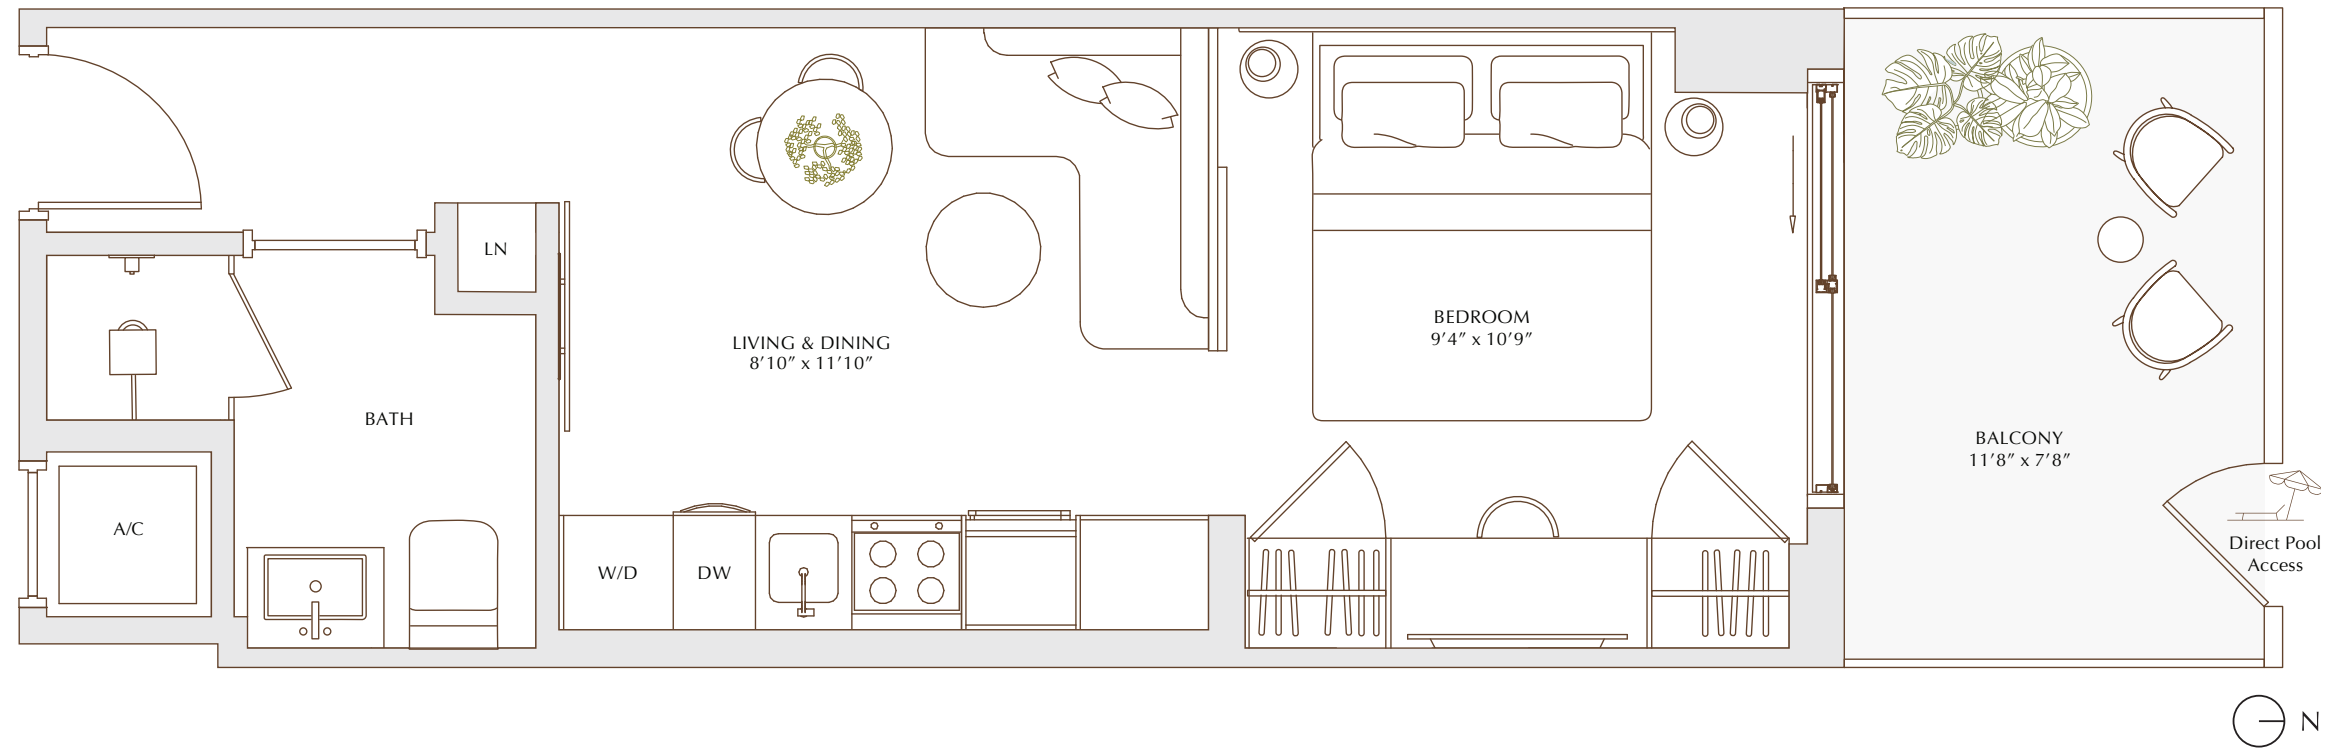 LN
LIVING & DINING
8’10” x 11’10”
BEDROOM
9’4” x 10’9”
BATH
BALCONY
11’8” x 7’8”
A/C
W/D
DW
Direct Pool
Access
N